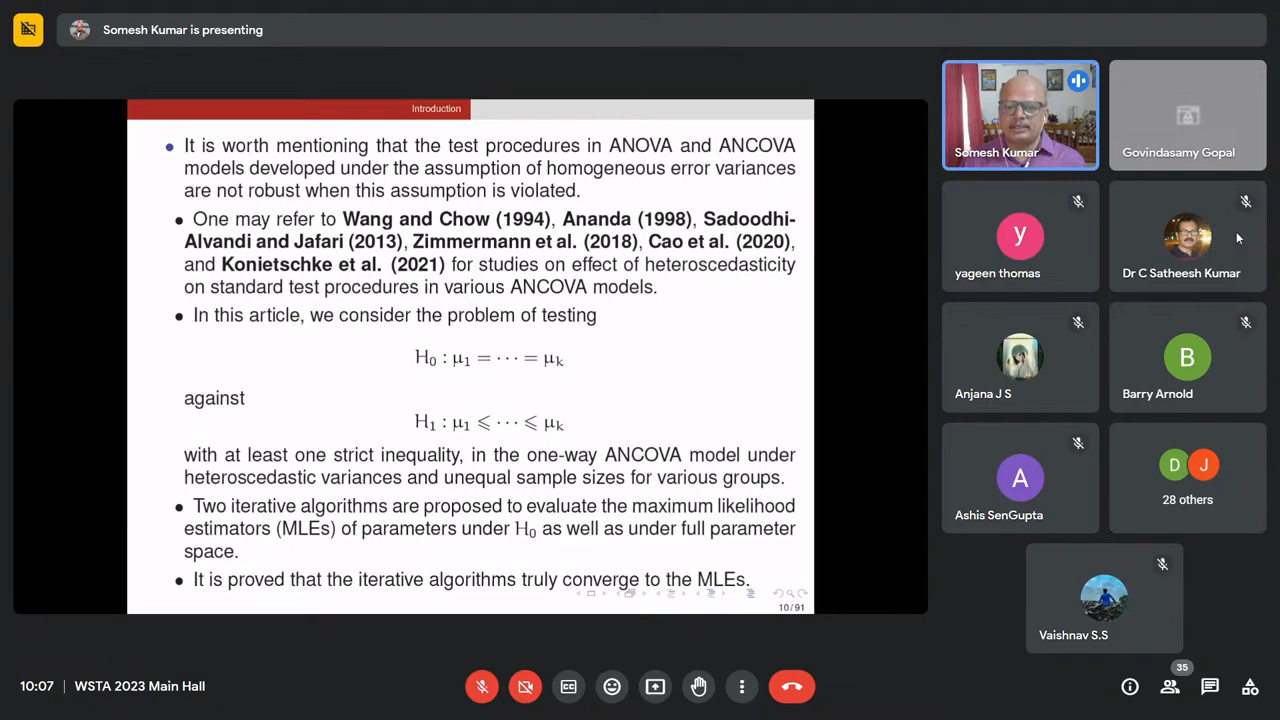 Somesh Kumar is presenting
Introduction
• It is worth mentioning that the test procedures in ANOVA and ANCOVA
models developed under the assumption of homogeneous error variances
are not robust when this assumption is violated.
• One may refer to Wang and Chow (1994), Ananda (1998), Sadoodhi-
Alvandi and Jafari (2013), Zimmermann et al. (2018), Cao et al. (2020),
and Konietschke et al. (2021) for studies on effect of heteroscedasticity
on standard test procedures in various ANCOVA models.
• In this article, we consider the problem of testing
H₀ : μ₁ = ⋯ = μₖ
against
H₁ : μ₁ ⩽ ⋯ ⩽ μₖ
with at least one strict inequality, in the one-way ANCOVA model under
heteroscedastic variances and unequal sample sizes for various groups.
• Two iterative algorithms are proposed to evaluate the maximum likelihood
estimators (MLEs) of parameters under H₀ as well as under full parameter
space.
• It is proved that the iterative algorithms truly converge to the MLEs.
10/91
Somesh Kumar
Govindasamy Gopal
y
yageen thomas
Dr C Satheesh Kumar
Anjana J S
B
Barry Arnold
A
Ashis SenGupta
D J
28 others
Vaishnav S.S
10:07 | WSTA 2023 Main Hall
CC
35